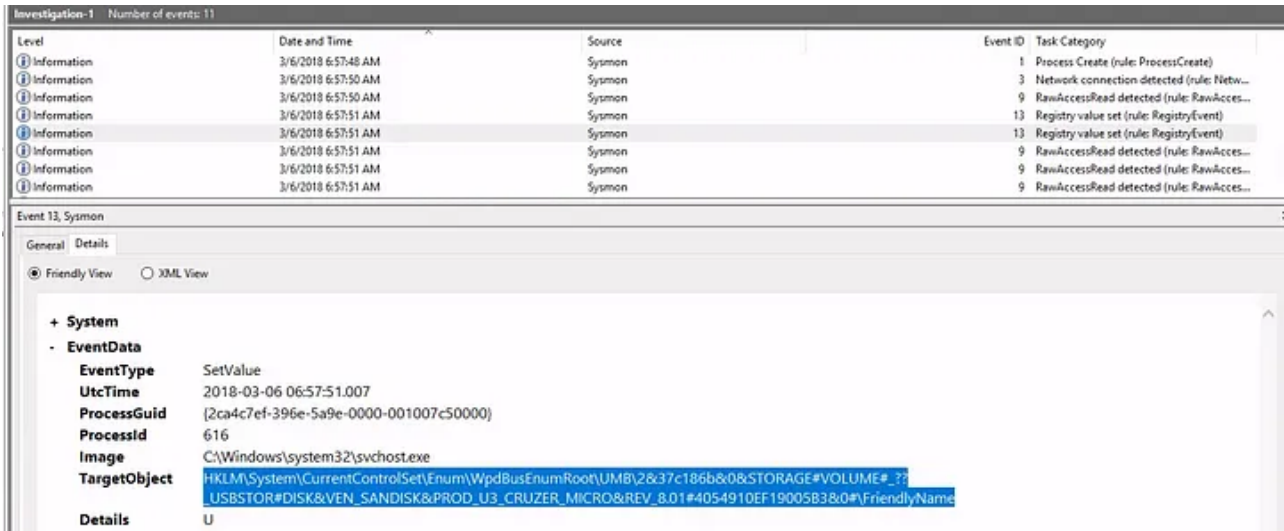 Investigation-1 Number of events: 11
Level Date and Time Source Event ID Task Category
Information 3/6/2018 6:57:48 AM Sysmon 1 Process Create (rule: ProcessCreate)
Information 3/6/2018 6:57:50 AM Sysmon 3 Network connection detected (rule: Netw...
Information 3/6/2018 6:57:50 AM Sysmon 9 RawAccessRead detected (rule: RawAcces...
Information 3/6/2018 6:57:51 AM Sysmon 13 Registry value set (rule: RegistryEvent)
Information 3/6/2018 6:57:51 AM Sysmon 13 Registry value set (rule: RegistryEvent)
Information 3/6/2018 6:57:51 AM Sysmon 9 RawAccessRead detected (rule: RawAcces...
Information 3/6/2018 6:57:51 AM Sysmon 9 RawAccessRead detected (rule: RawAcces...
Information 3/6/2018 6:57:51 AM Sysmon 9 RawAccessRead detected (rule: RawAcces...
Event 13, Sysmon
General Details
Friendly View XML View
+ System
- EventData
EventType SetValue
UtcTime 2018-03-06 06:57:51.007
ProcessGuid {2ca4c7ef-396e-5a9e-0000-001007c50000}
ProcessId 616
Image C:\Windows\system32\svchost.exe
TargetObject HKLM\System\CurrentControlSet\Enum\WpdBusEnumRoot\UMB\2&37c186b&0&STORAGE#VOLUME#_??
_USBSTOR#DISK&VEN_SANDISK&PROD_U3_CRUZER_MICRO&REV_8.01#4054910EF19005B3&0#\FriendlyName
Details U